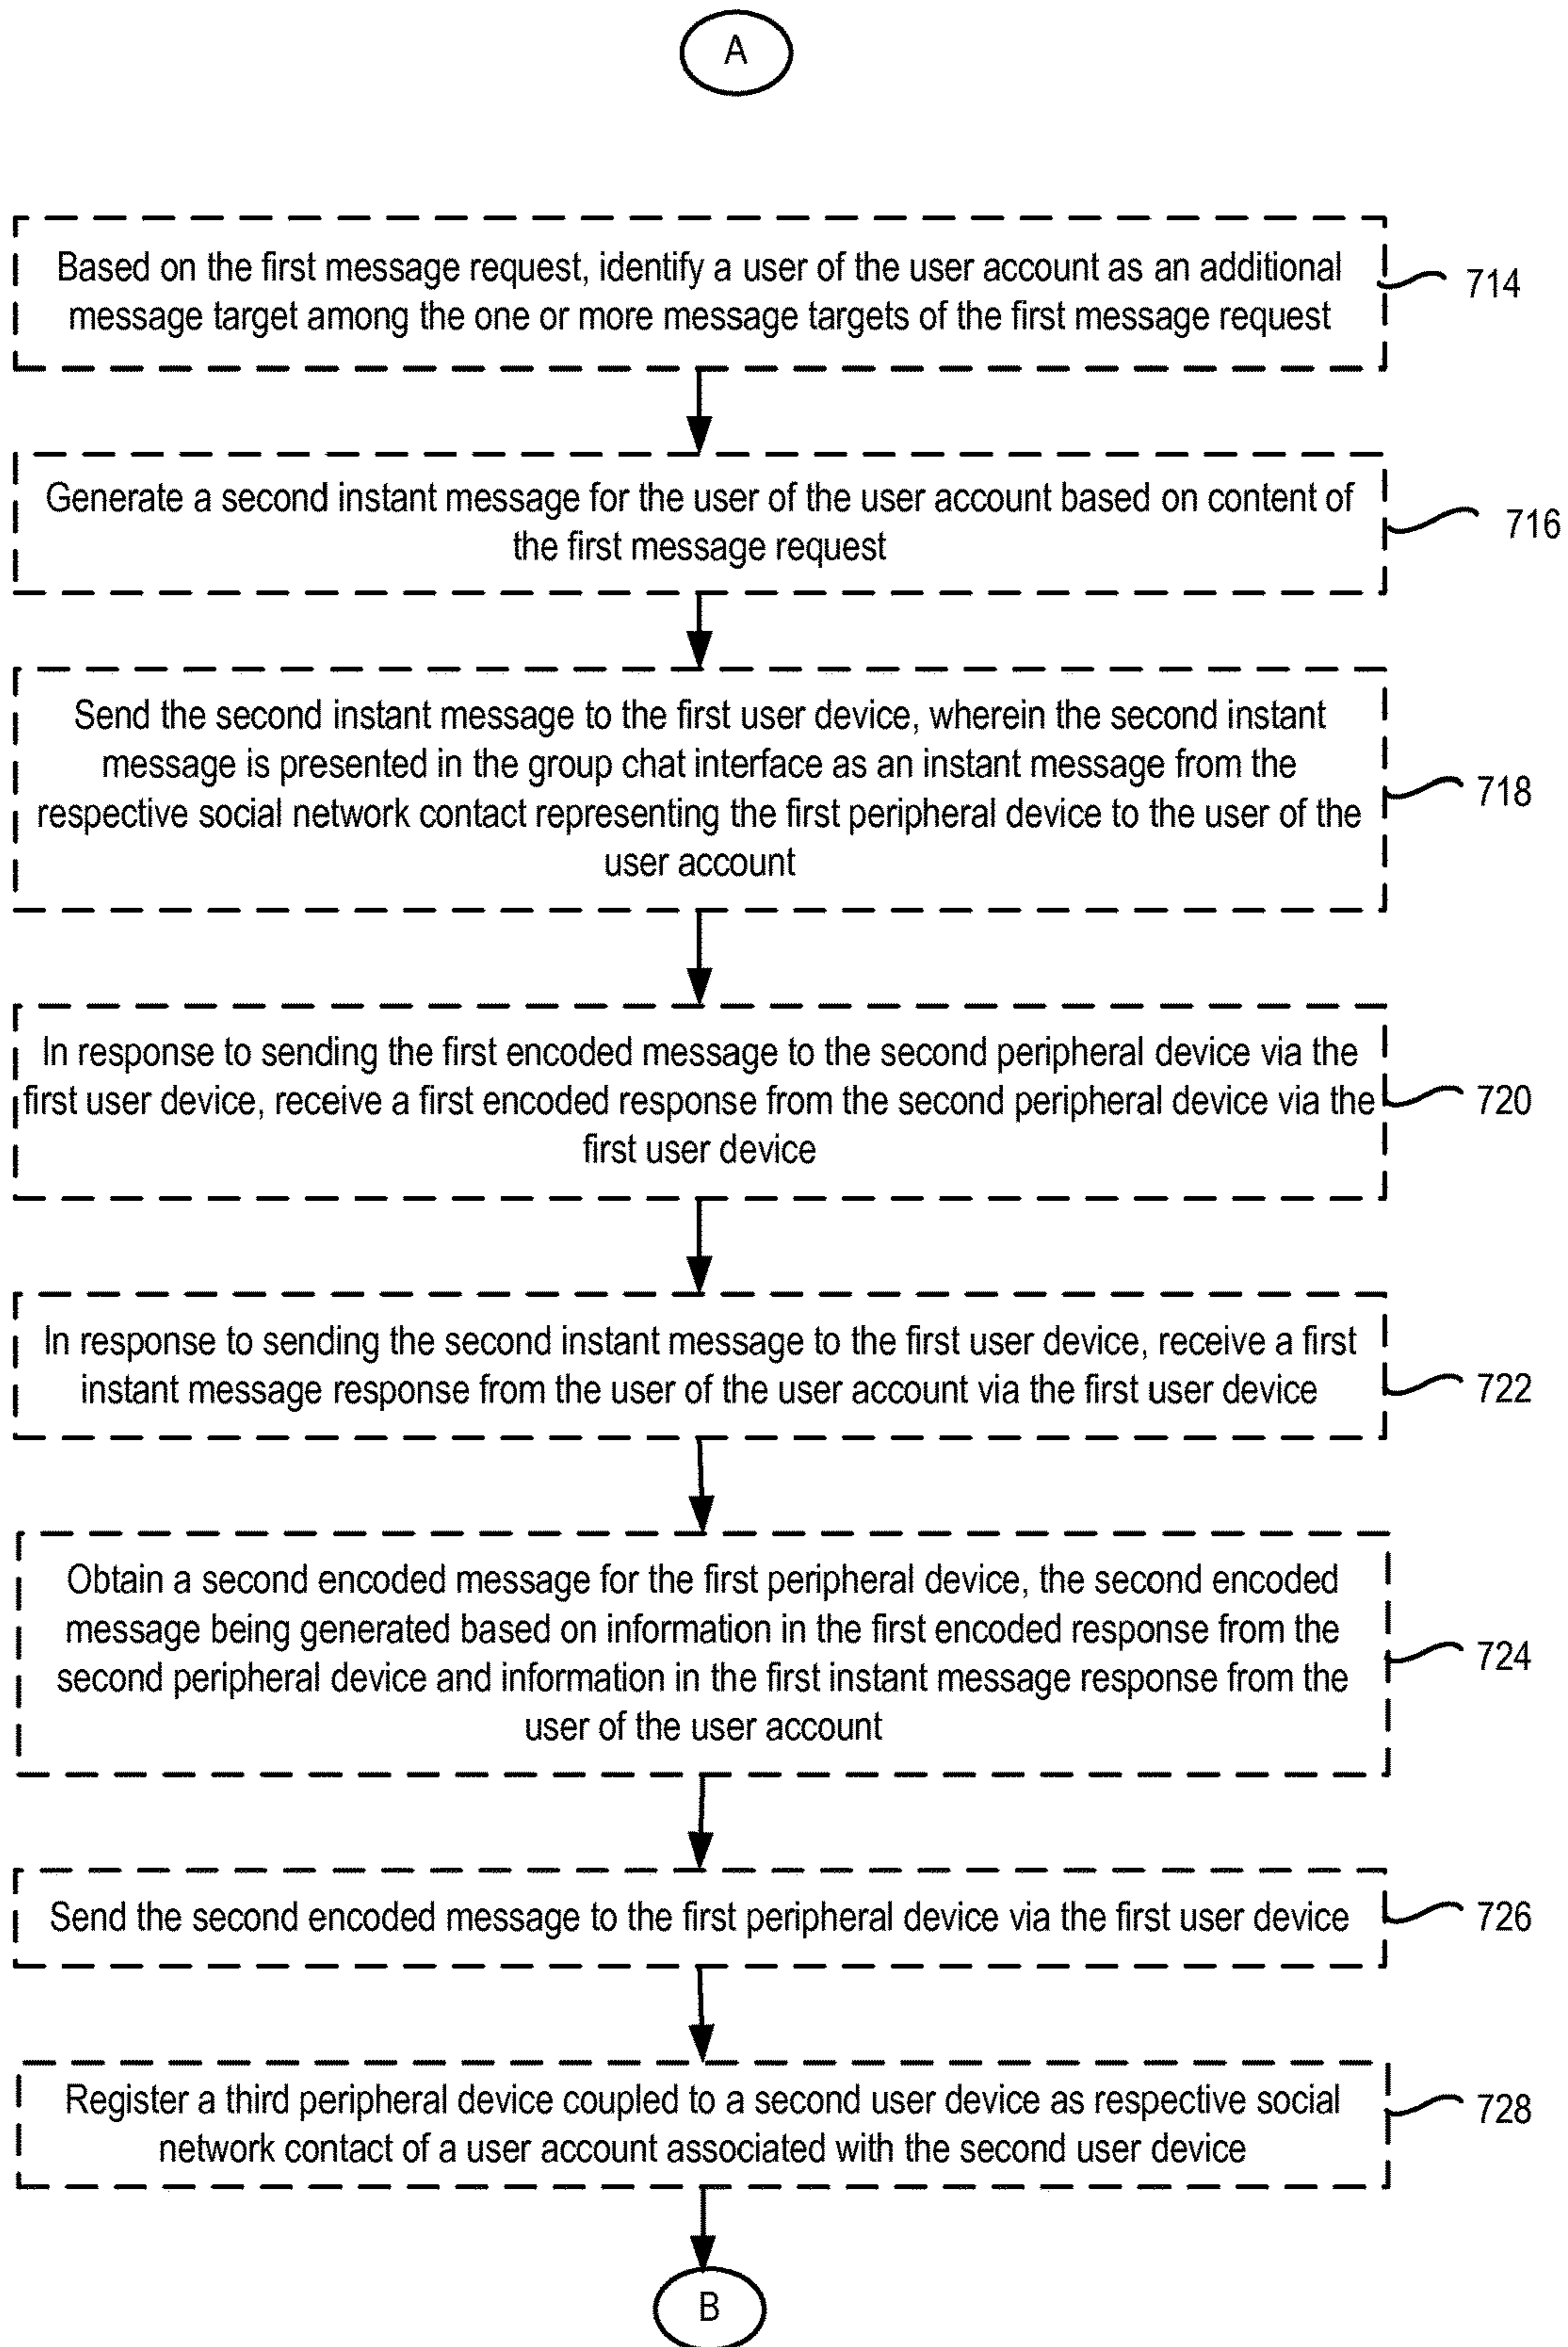 A
Based on the first message request, identify a user of the user account as an additional
message target among the one or more message targets of the first message request
714
Generate a second instant message for the user of the user account based on content of
the first message request
716
Send the second instant message to the first user device, wherein the second instant
message is presented in the group chat interface as an instant message from the
respective social network contact representing the first peripheral device to the user of the
user account
718
In response to sending the first encoded message to the second peripheral device via the
first user device, receive a first encoded response from the second peripheral device via the
first user device
720
In response to sending the second instant message to the first user device, receive a first
instant message response from the user of the user account via the first user device
722
Obtain a second encoded message for the first peripheral device, the second encoded
message being generated based on information in the first encoded response from the
second peripheral device and information in the first instant message response from the
user of the user account
724
Send the second encoded message to the first peripheral device via the first user device
726
Register a third peripheral device coupled to a second user device as respective social
network contact of a user account associated with the second user device
728
B